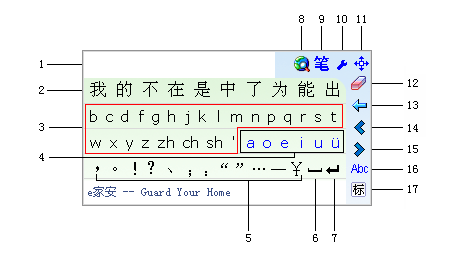 8 9 10 11
笔
1
2 我 的 不 在 是 中 了 为 能 出 12
b c d f g h j k l m n p q r s t 13
3 14
w x y z zh ch sh ' a o e i u ü 15
4
， 。 ！ ？ 、 ； ： “ ” … — ￥ Abc 16
e家安 -- Guard Your Home 标 17
5 6 7